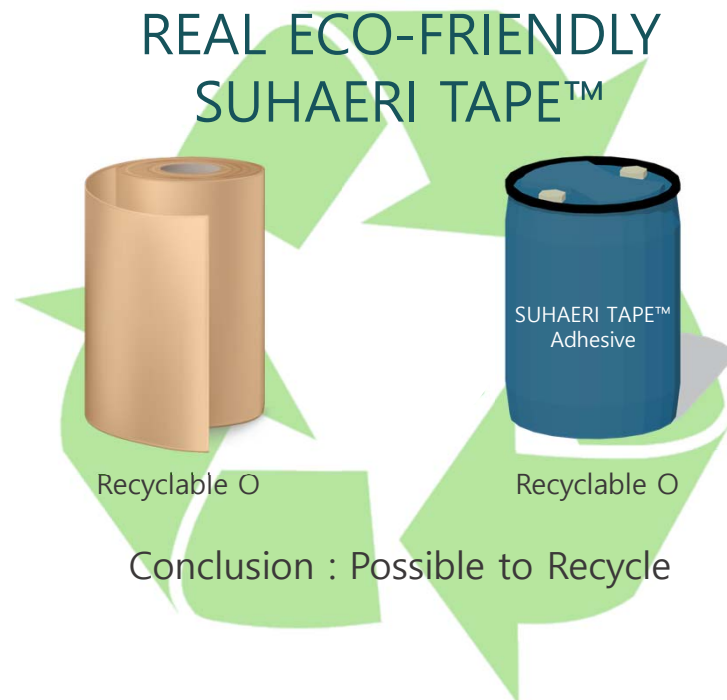 REAL ECO-FRIENDLY
SUHAERI TAPE™
SUHAERI TAPE™
Adhesive
Recyclable O
Recyclable O
Conclusion : Possible to Recycle